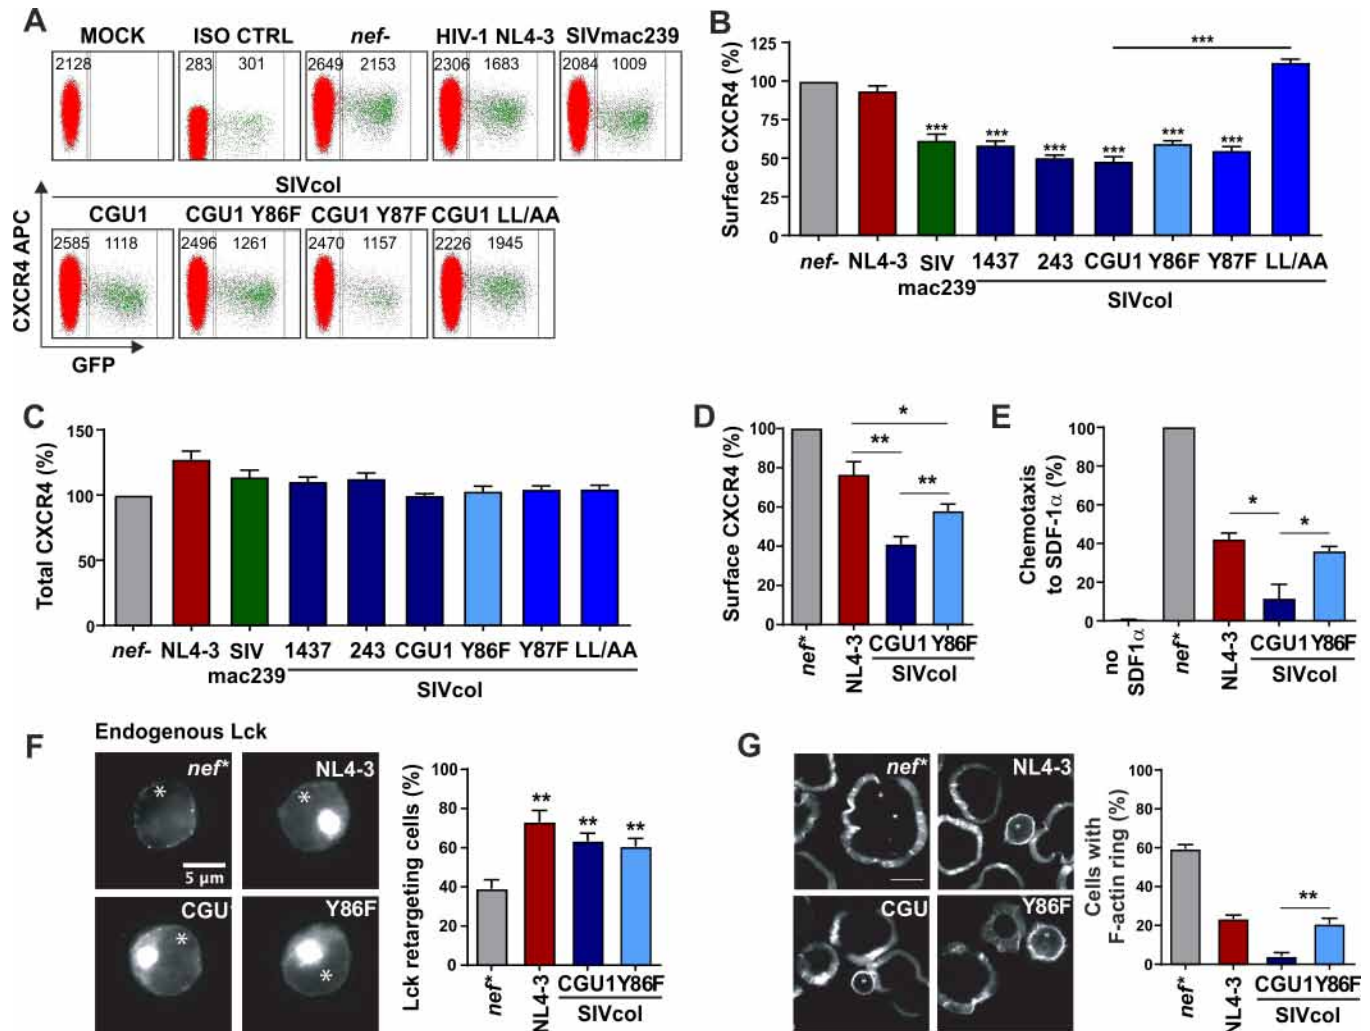 A
MOCK ISO CTRL nef- HIV-1 NL4-3 SIVmac239
2128 283 301 2649 2153 2306 1683 2084 1009
SIVcol
CGU1 CGU1 Y86F CGU1 Y87F CGU1 LL/AA
2585 1118 2496 1261 2470 1157 2226 1945
CXCR4 APC
GFP
B
Surface CXCR4 (%)
125
100
75
50
25
0
***
*** *** *** *** *** ***
nef- NL4-3 SIV 1437 243 CGU1 Y86F Y87F LL/AA
mac239
SIVcol
C
Total CXCR4 (%)
150
100
50
0
nef- NL4-3 SIV 1437 243 CGU1 Y86F Y87F LL/AA
mac239
SIVcol
D
Surface CXCR4 (%)
100
80
60
40
20
0
*
**
**
nef* NL4-3 CGU1 Y86F
SIVcol
E
Chemotaxis
to SDF-1α (%)
100
80
60
40
20
0
* *
no
SDF1α
nef* NL4-3 CGU1 Y86F
SIVcol
F
Endogenous Lck
nef* NL4-3
* *
5 µm
CGU1 Y86F
* *
Lck retargeting cells (%)
100
80
60
40
20
0
** ** **
nef* NL4-3 CGU1 Y86F
SIVcol
G
nef* NL4-3
CGU Y86F
Cells with
F-actin ring (%)
100
80
60
40
20
0
**
nef* NL4-3 CGU1 Y86F
SIVcol